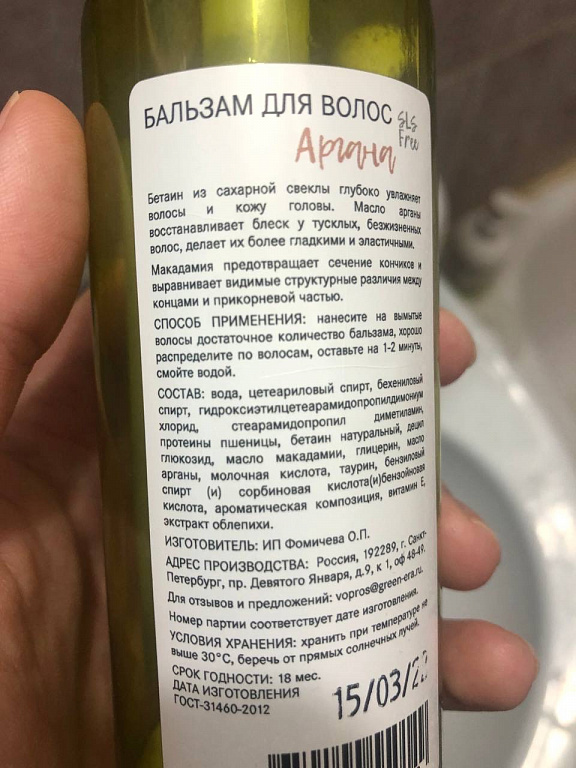 БАЛЬЗАМ ДЛЯ ВОЛОС
SLS
Free
Аргана
Бетаин из сахарной свеклы глубоко увлажняет
волосы и кожу головы. Масло арганы
восстанавливает блеск у тусклых, безжизненных
волос, делает их более гладкими и эластичными.
Макадамия предотвращает сечение кончиков и
выравнивает видимые структурные различия между
концами и прикорневой частью.
СПОСОБ ПРИМЕНЕНИЯ: нанесите на вымытые
волосы достаточное количество бальзама, хорошо
распределите по волосам, оставьте на 1-2 минуты,
смойте водой.
СОСТАВ: вода, цетеариловый спирт, бехениловый
спирт, гидроксиэтилцетеарамидопропилдимониум
хлорид, стеарамидопропил диметиламин,
протеины пшеницы, бетаин натуральный, децил
глюкозид, масло макадамии, глицерин, масло
арганы, молочная кислота, таурин, бензиловый
спирт (и) сорбиновая кислота(и)бензойновая
кислота, ароматическая композиция, витамин Е,
экстракт облепихи.
ИЗГОТОВИТЕЛЬ: ИП Фомичева О.П.
АДРЕС ПРОИЗВОДСТВА: Россия, 192289, г. Санкт-
Петербург, пр. Девятого Января, д.9, к 1, оф 48-49.
Для отзывов и предложений: vopros@green-era.ru.
Номер партии соответствует дате изготовления.
УСЛОВИЯ ХРАНЕНИЯ: хранить при температуре не
выше 30°С, беречь от прямых солнечных лучей.
СРОК ГОДНОСТИ: 18 мес.
ДАТА ИЗГОТОВЛЕНИЯ
ГОСТ-31460-2012
15/03/22